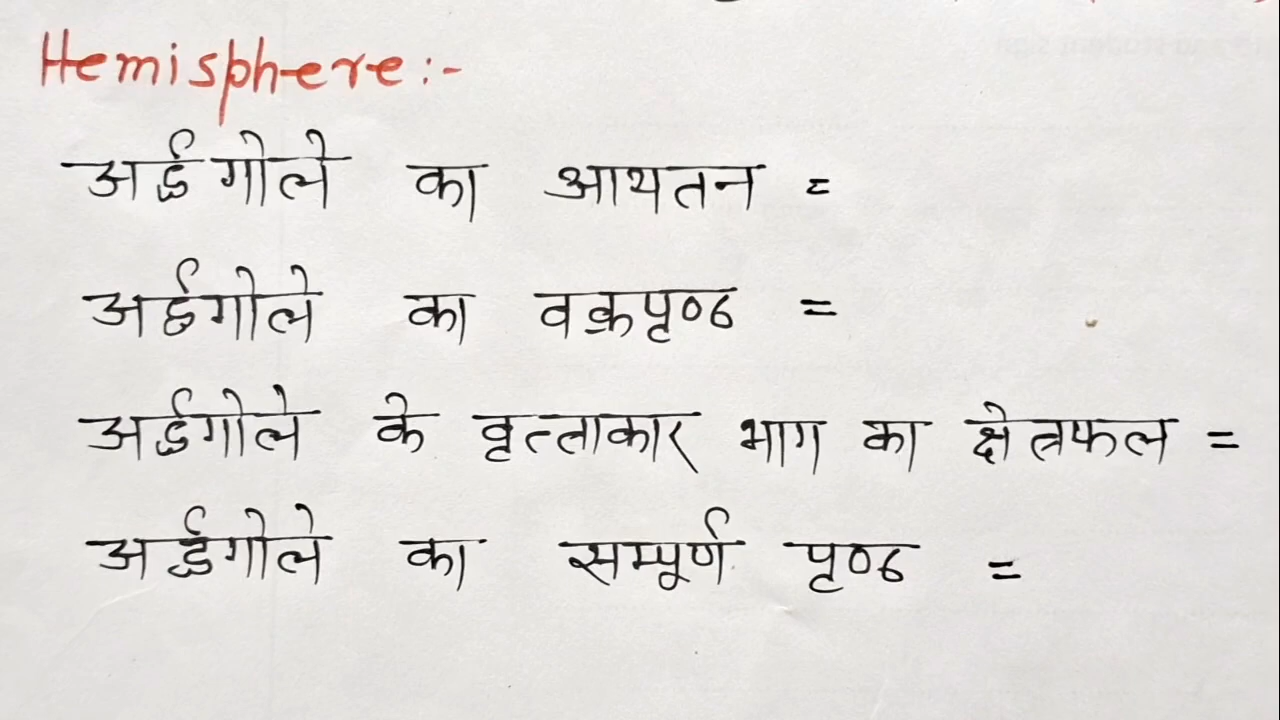 Hemisphere:-
अर्द्धगोले का आयतन =
अर्द्धगोले का वक्रपृष्ठ =
अर्द्धगोले के वृत्ताकार भाग का क्षेत्रफल =
अर्द्धगोले का सम्पूर्ण पृष्ठ =